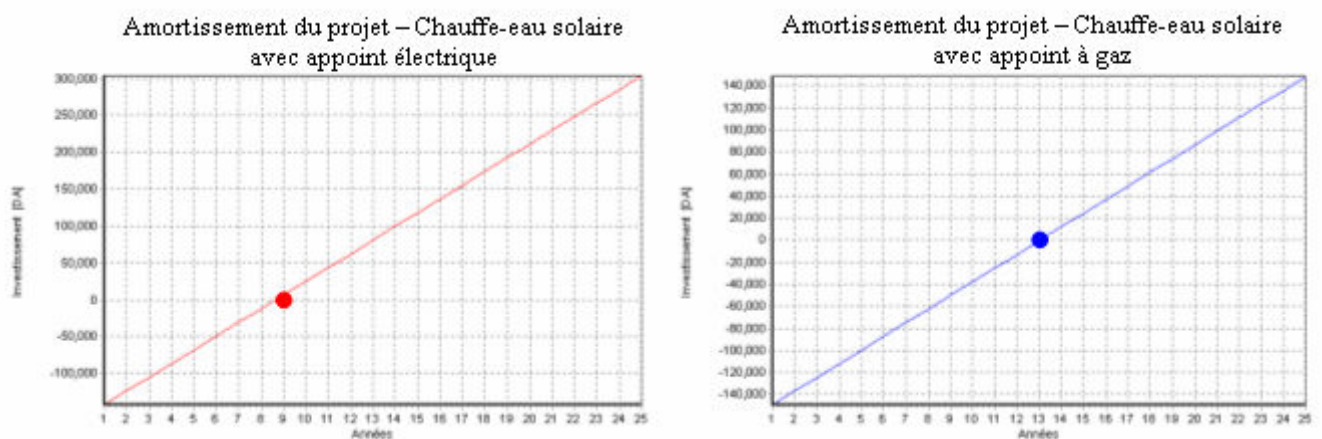 Amortissement du projet – Chauffe-eau solaire
avec appoint électrique
300,000
250,000
200,000
150,000
100,000
50,000
0
-50,000
-100,000
Investissement [DA]
1 2 3 4 5 6 7 8 9 10 11 12 13 14 15 16 17 18 19 20 21 22 23 24 25
Années
Amortissement du projet – Chauffe-eau solaire
avec appoint à gaz
140,000
120,000
100,000
80,000
60,000
40,000
20,000
0
-20,000
-40,000
-60,000
-80,000
-100,000
-120,000
-140,000
Investissement [DA]
1 2 3 4 5 6 7 8 9 10 11 12 13 14 15 16 17 18 19 20 21 22 23 24 25
Années